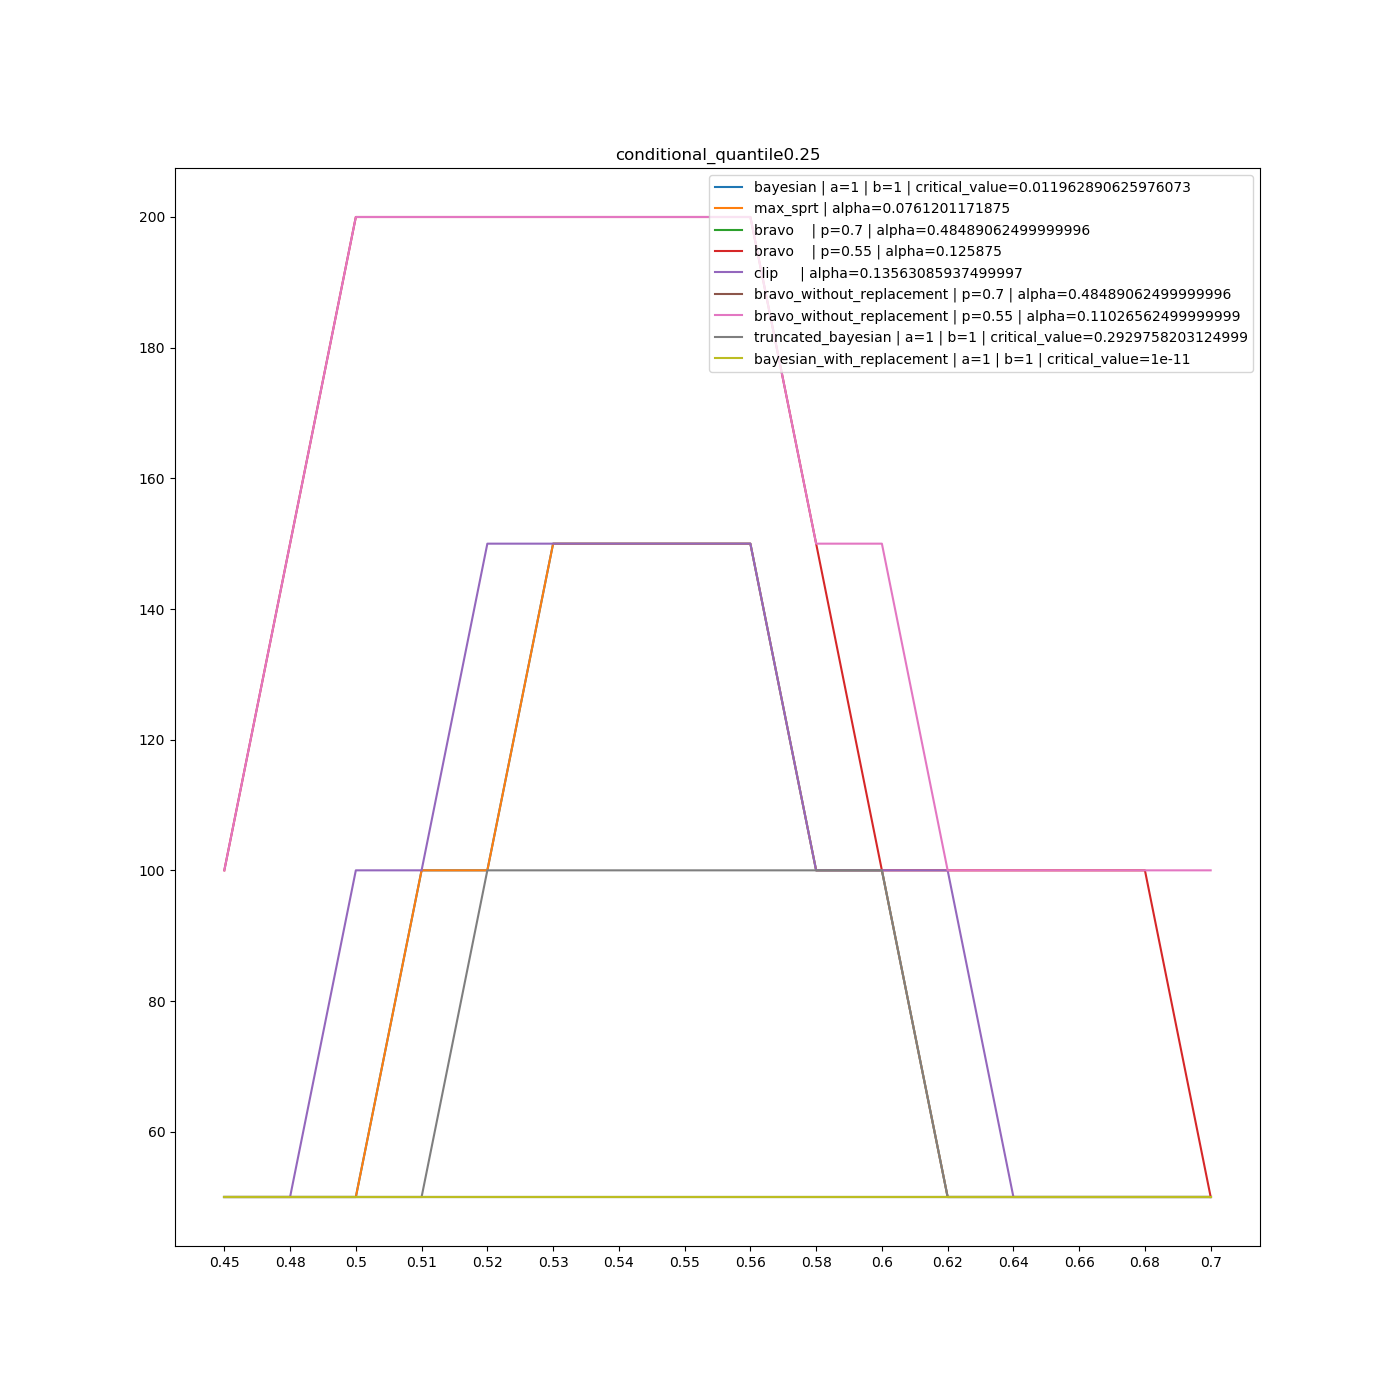 conditional_quantile0.25
bayesian | a=1 | b=1 | critical_value=0.011962890625976073
max_sprt | alpha=0.0761201171875
bravo    | p=0.7 | alpha=0.48489062499999996
bravo    | p=0.55 | alpha=0.125875
clip     | alpha=0.13563085937499997
bravo_without_replacement | p=0.7 | alpha=0.48489062499999996
bravo_without_replacement | p=0.55 | alpha=0.11026562499999999
truncated_bayesian | a=1 | b=1 | critical_value=0.2929758203124999
bayesian_with_replacement | a=1 | b=1 | critical_value=1e-11
200
180
160
140
120
100
80
60
0.45 0.48 0.5 0.51 0.52 0.53 0.54 0.55 0.56 0.58 0.6 0.62 0.64 0.66 0.68 0.7